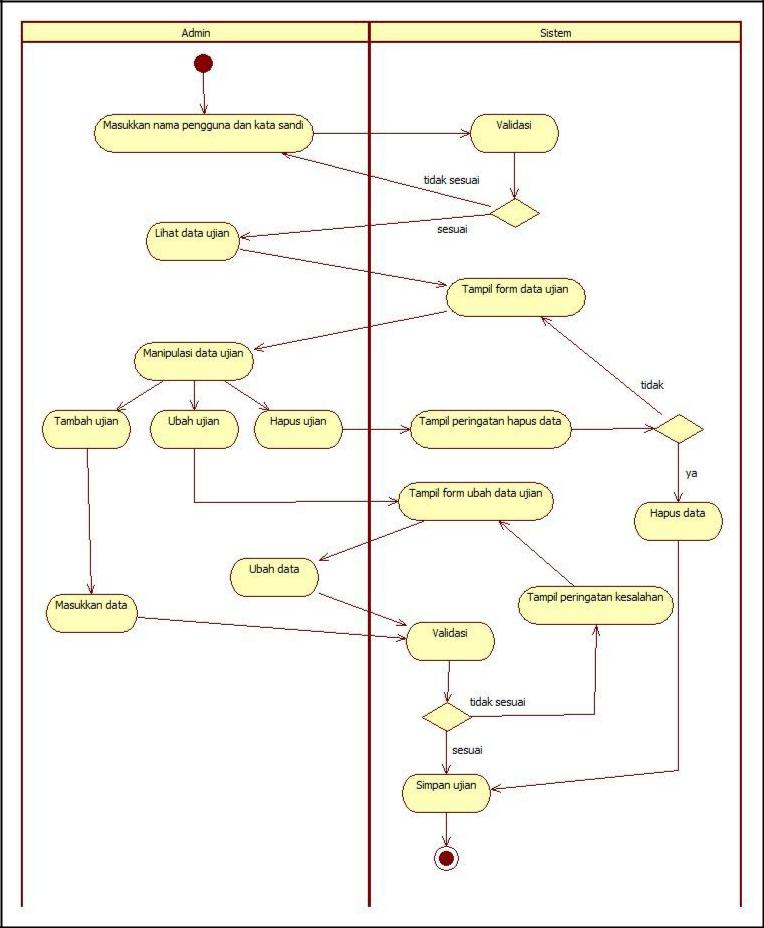 Admin
Sistem
Masukkan nama pengguna dan kata sandi
Validasi
tidak sesuai
sesuai
Lihat data ujian
Tampil form data ujian
Manipulasi data ujian
tidak
Tambah ujian
Ubah ujian
Hapus ujian
Tampil peringatan hapus data
ya
Tampil form ubah data ujian
Hapus data
Ubah data
Masukkan data
Tampil peringatan kesalahan
Validasi
tidak sesuai
sesuai
Simpan ujian